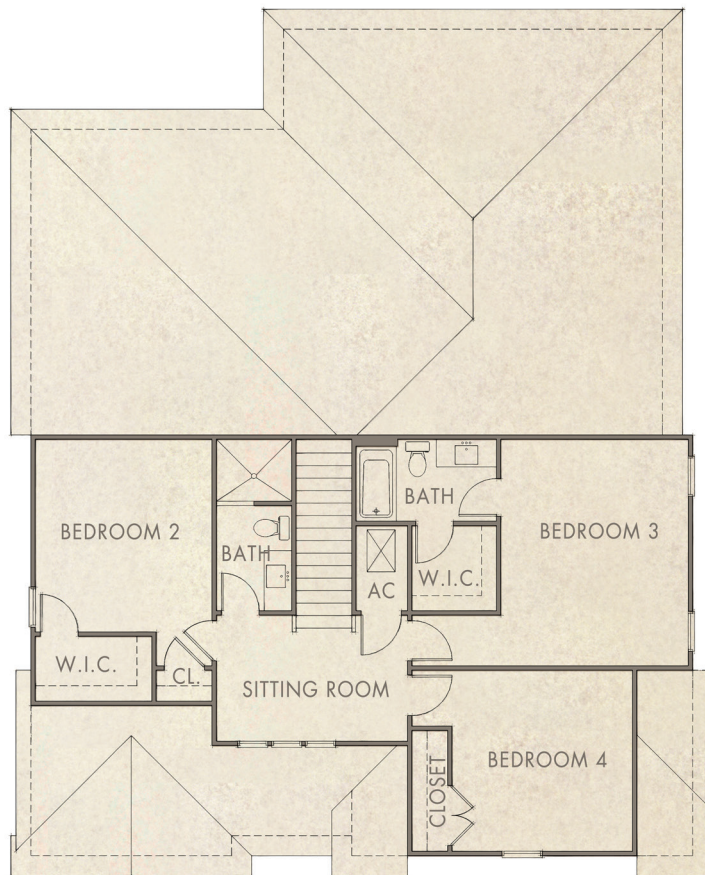 BEDROOM 2
BATH
BEDROOM 3
BATH
AC
W.I.C.
W.I.C.
CL.
SITTING ROOM
BEDROOM 4
CLOSET